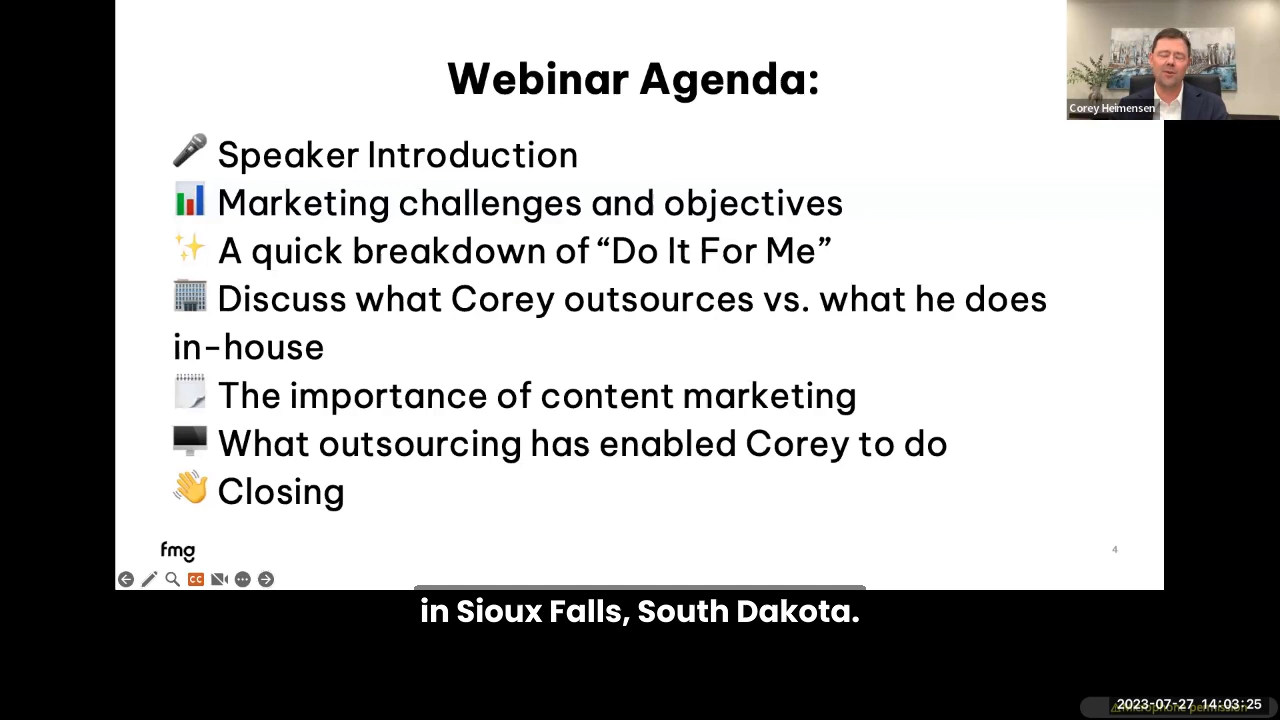 Webinar Agenda:
Corey Heimensen
🎤 Speaker Introduction
📊 Marketing challenges and objectives
✨ A quick breakdown of “Do It For Me”
🏢 Discuss what Corey outsources vs. what he does
in-house
🗒️ The importance of content marketing
🖥️ What outsourcing has enabled Corey to do
👋 Closing
fmg
4
CC
in Sioux Falls, South Dakota.
2023-07-27 14:03:25